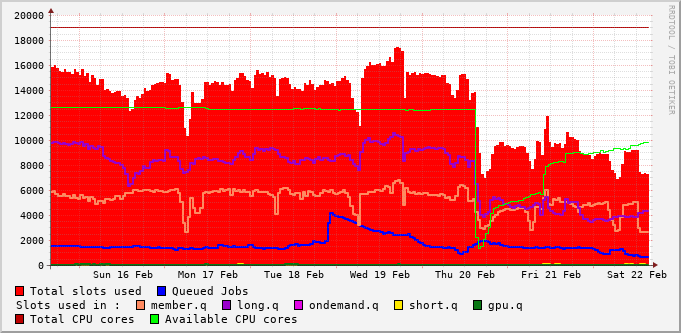 RRDTOOL / TOBI OETIKER
20000
18000
16000
14000
12000
10000
8000
6000
4000
2000
0
Sun 16 Feb Mon 17 Feb Tue 18 Feb Wed 19 Feb Thu 20 Feb Fri 21 Feb Sat 22 Feb
Total slots used Queued Jobs
Slots used in : member.q long.q ondemand.q short.q gpu.q
Total CPU cores Available CPU cores